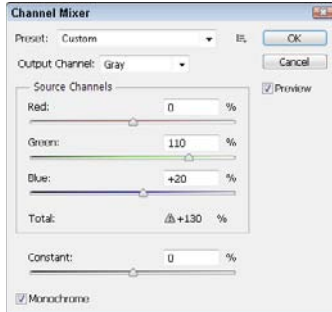 Channel Mixer
Preset: Custom
OK
Output Channel: Gray
Cancel
Source Channels
Preview
Red: 0 %
Green: 110 %
Blue: +20 %
Total: +130 %
Constant: 0 %
Monochrome